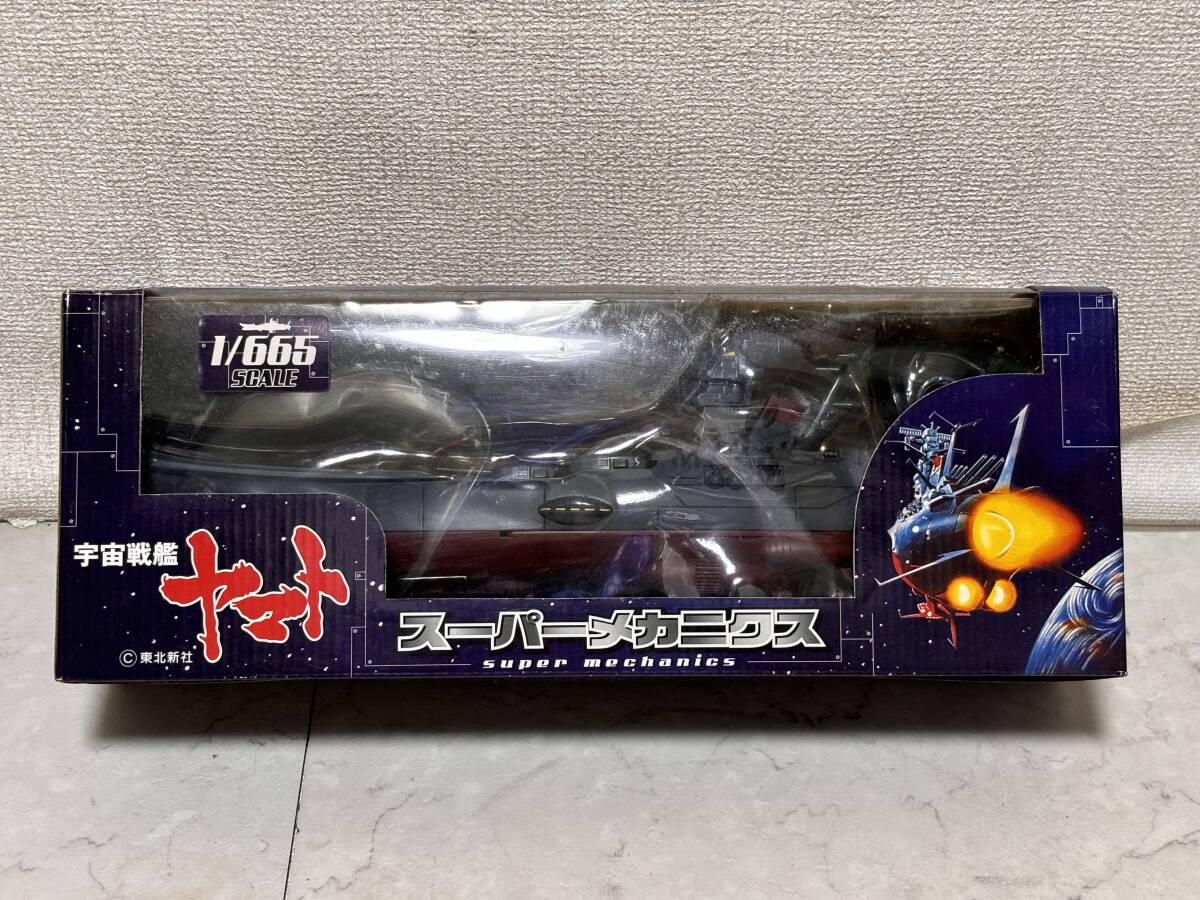 1/665
SCALE
宇宙戦艦
ヤマト
© 東北新社
スーパーメカニクス
super mechanics